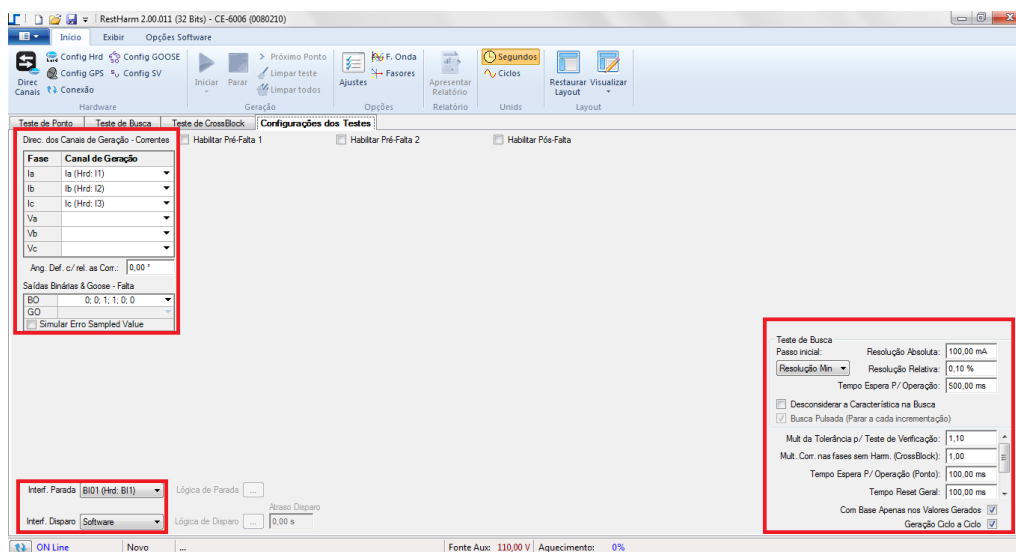 RestHarm 2.00.011 (32 Bits) - CE-6006 (0080210)
Início Exibir Opções Software
Direc Canais
Config Hrd Config GOOSE
Config GPS Config SV
Conexão
Hardware
Iniciar Parar
Próximo Ponto
Limpar teste
Limpar todos
Geração
Ajustes
F. Onda
Fasores
Opções
Apresentar Relatório
Relatório
Segundos
Ciclos
Unids
Restaurar Layout
Visualizar
Layout
Teste de Ponto Teste de Busca Teste de CrossBlock Configurações dos Testes
Direc. dos Canais de Geração - Correntes
Habilitar Pré-Falta 1 Habilitar Pré-Falta 2 Habilitar Pós-Falta
Fase Canal de Geração
Ia Ia (Hrd: I1)
Ib Ib (Hrd: I2)
Ic Ic (Hrd: I3)
Va
Vb
Vc
Ang. Def. c/ rel. as Corr.: 0,00 °
Saídas Binárias & Goose - Falta
BO 0; 0; 1; 1; 0; 0
GO
Simular Erro Sampled Value
Teste de Busca
Passo inicial: Resolução Absoluta: 100,00 mA
Resolução Min Resolução Relativa: 0,10 %
Tempo Espera P/ Operação: 500,00 ms
Desconsiderar a Característica na Busca
Busca Pulsada (Parar a cada incrementação)
Mult da Tolerância p/ Teste de Verificação: 1,10
Mult. Corr. nas fases sem Harm. (CrossBlock): 1,00
Tempo Espera P/ Operação (Ponto): 100,00 ms
Tempo Reset Geral: 100,00 ms
Com Base Apenas nos Valores Gerados
Geração Ciclo a Ciclo
Interf. Parada BI01 (Hrd: BI1) Lógica de Parada ...
Atraso Disparo
Interf. Disparo Software Lógica de Disparo ... 0,00 s
ON Line Novo ... Fonte Aux: 110,00 V Aquecimento: 0%